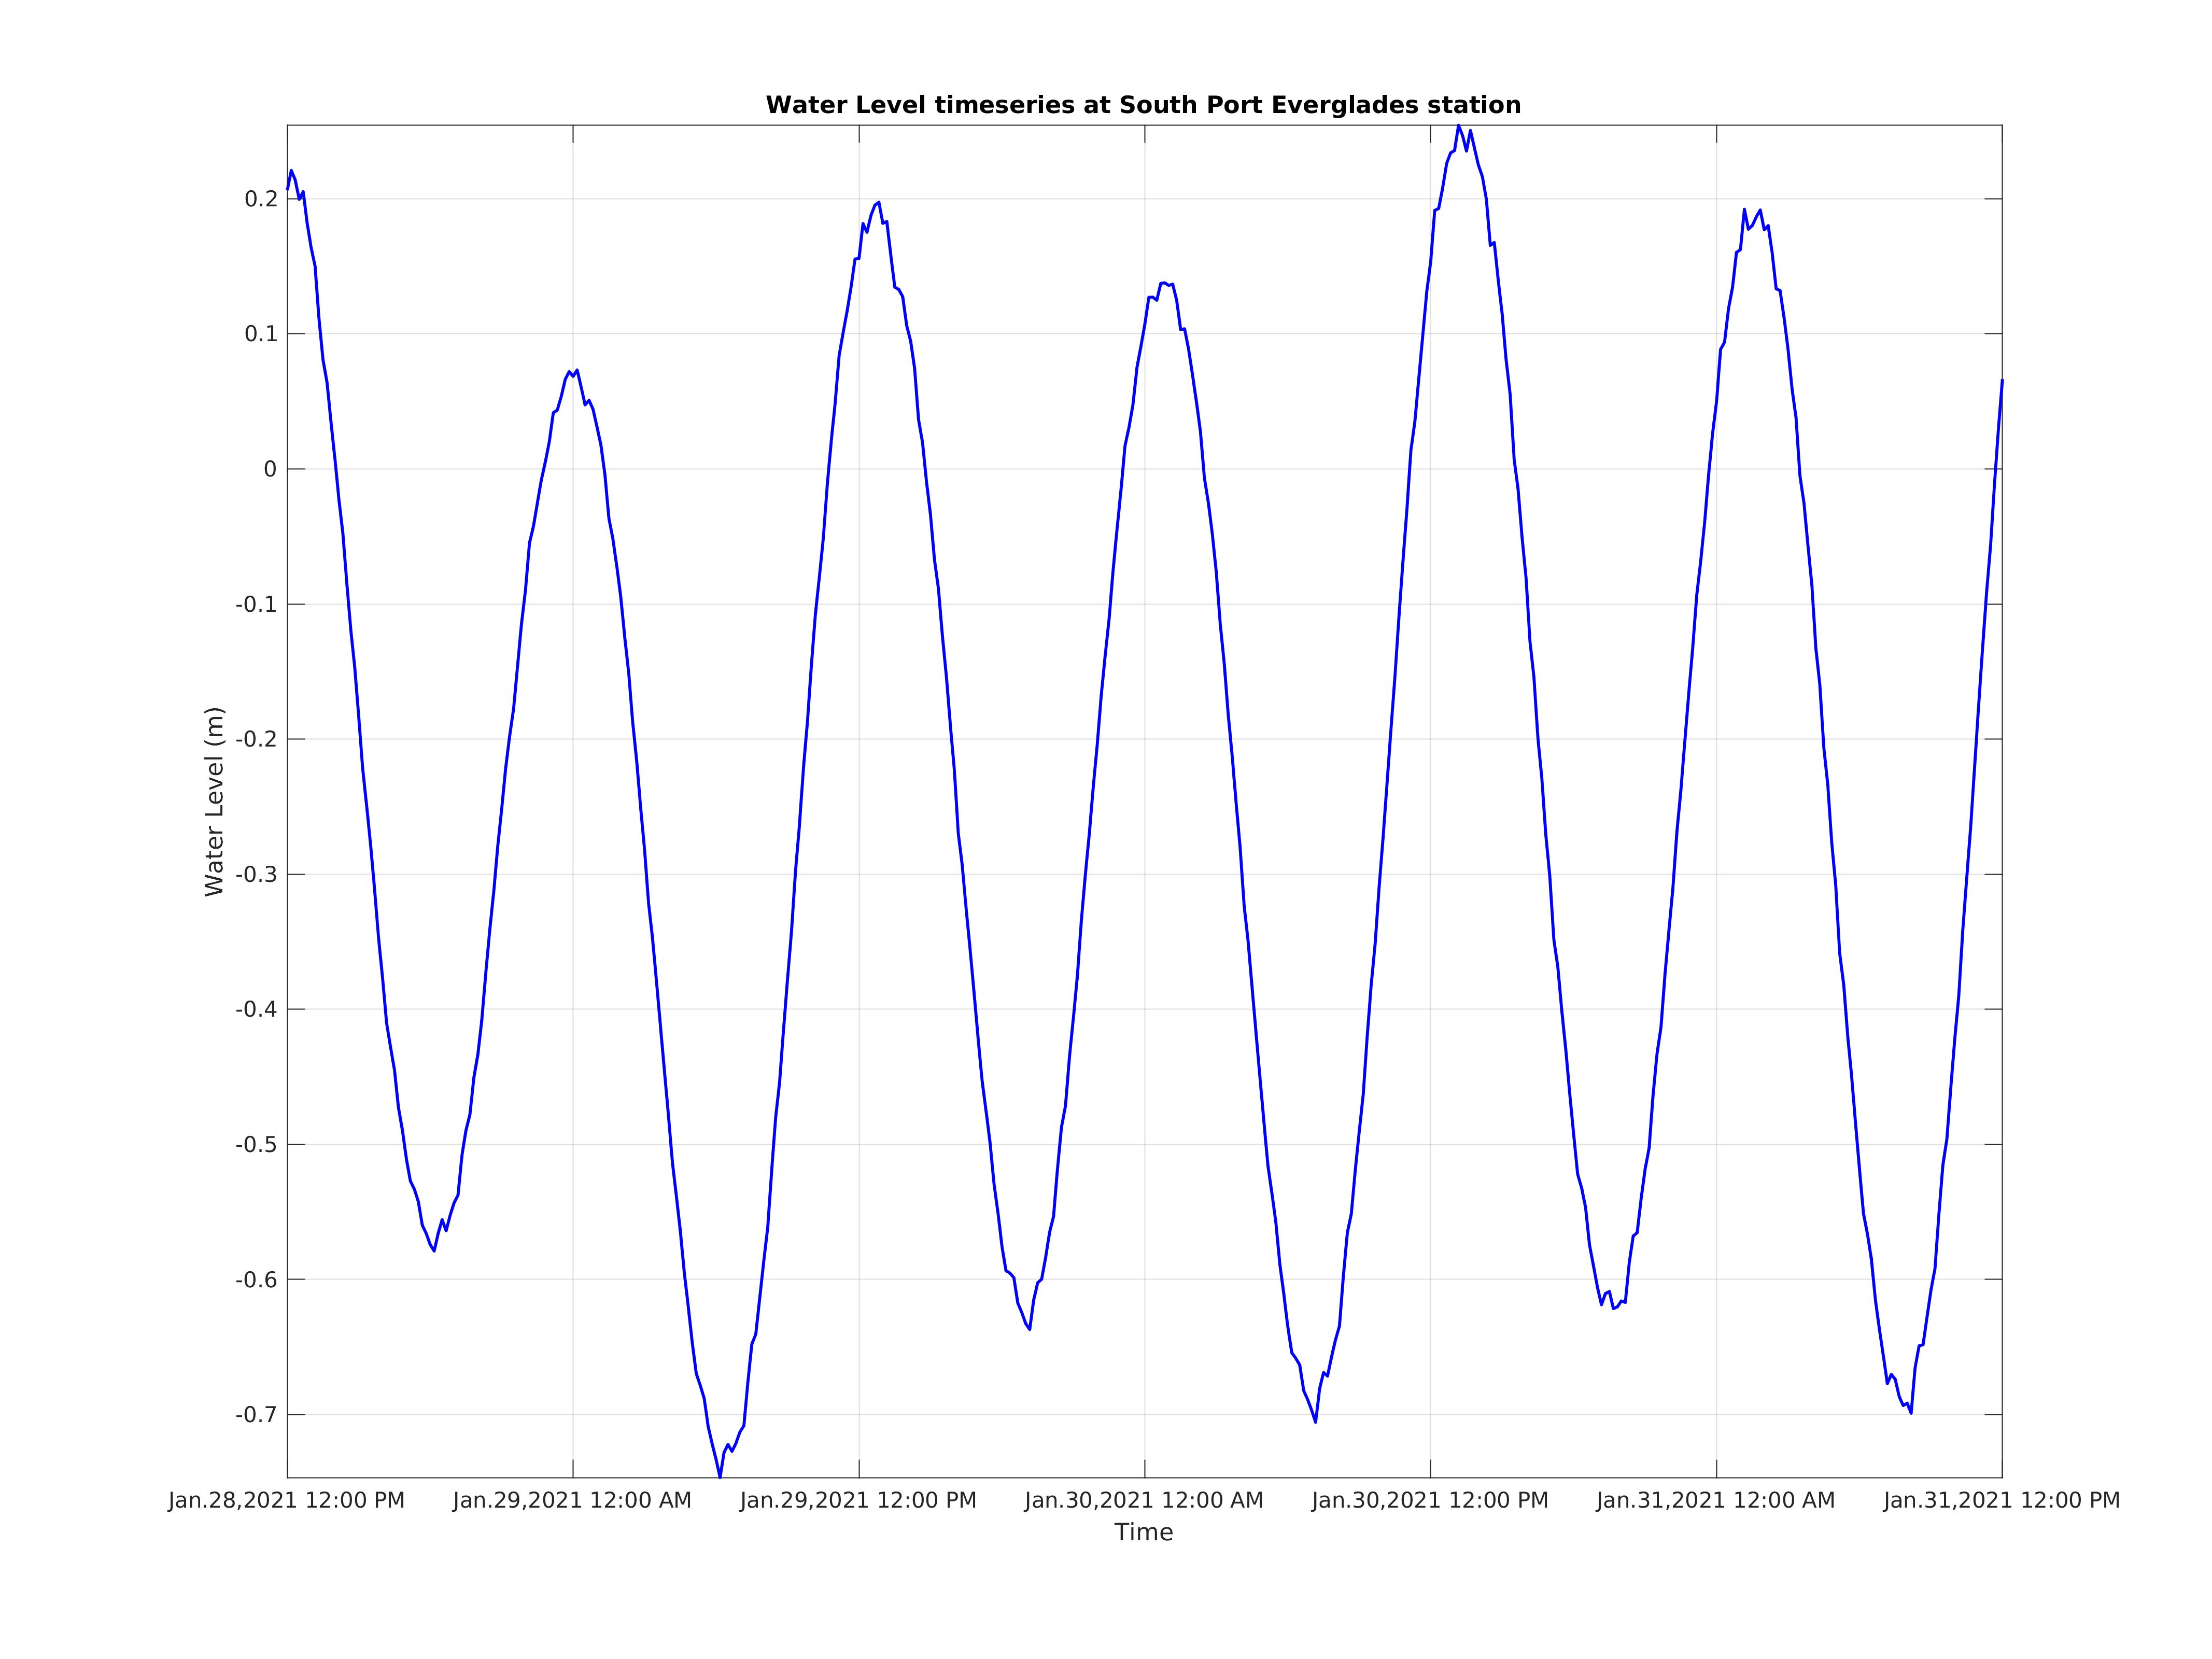 Water Level timeseries at South Port Everglades station
0.2
0.1
0
-0.1
-0.2
-0.3
-0.4
-0.5
-0.6
-0.7
Water Level (m)
Jan.28,2021 12:00 PM Jan.29,2021 12:00 AM Jan.29,2021 12:00 PM Jan.30,2021 12:00 AM Jan.30,2021 12:00 PM Jan.31,2021 12:00 AM Jan.31,2021 12:00 PM
Time